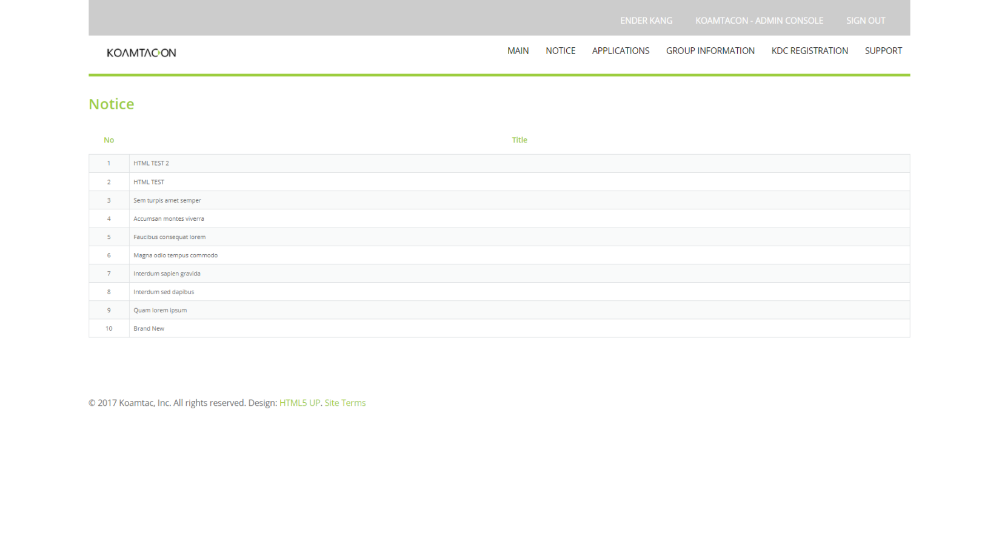 ENDER KANG KOAMTACON - ADMIN CONSOLE SIGN OUT
KOAMTACON MAIN NOTICE APPLICATIONS GROUP INFORMATION KDC REGISTRATION SUPPORT
Notice
No Title
1 HTML TEST 2
2 HTML TEST
3 Sem turpis amet semper
4 Accumsan montes viverra
5 Faucibus consequat lorem
6 Magna odio tempus commodo
7 Interdum sapien gravida
8 Interdum sed dapibus
9 Quam lorem ipsum
10 Brand New
© 2017 Koamtac, Inc. All rights reserved. Design: HTML5 UP. Site Terms